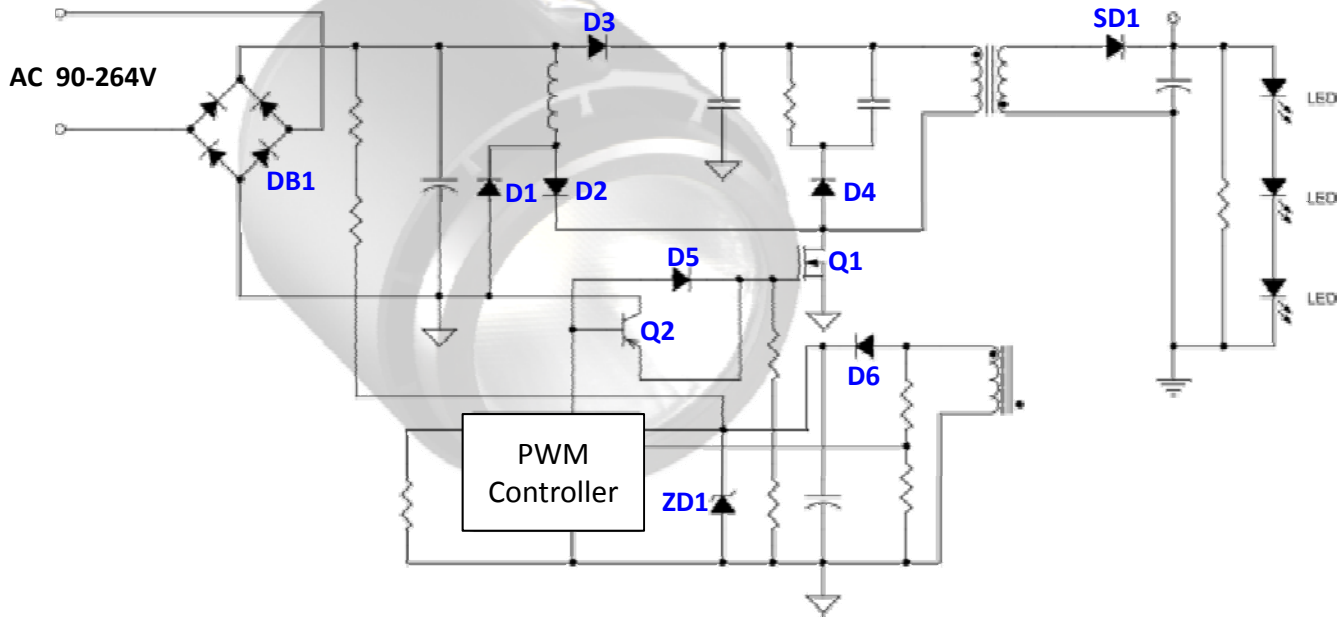 D3
SD1
AC 90-264V
LED
DB1
D1
D2
D4
LED
D5
Q1
LED
Q2
D6
PWM
Controller
ZD1